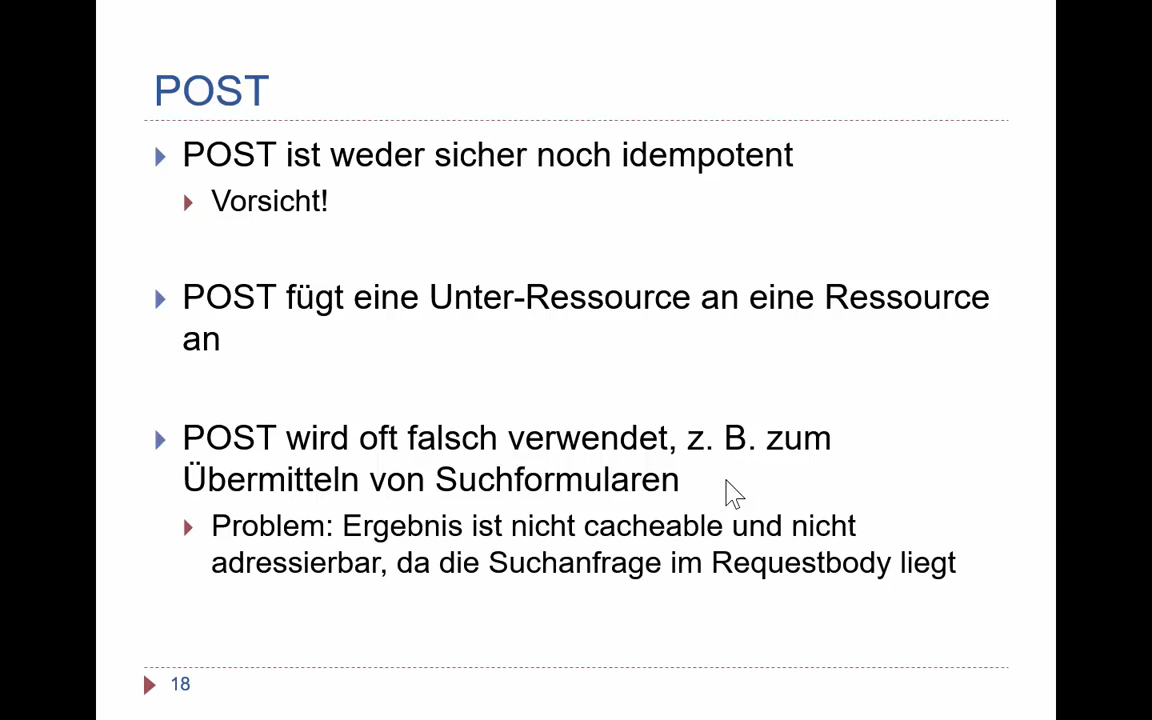 POST
POST ist weder sicher noch idempotent
Vorsicht!
POST fügt eine Unter-Ressource an eine Ressource
an
POST wird oft falsch verwendet, z. B. zum
Übermitteln von Suchformularen
Problem: Ergebnis ist nicht cacheable und nicht
adressierbar, da die Suchanfrage im Requestbody liegt
18